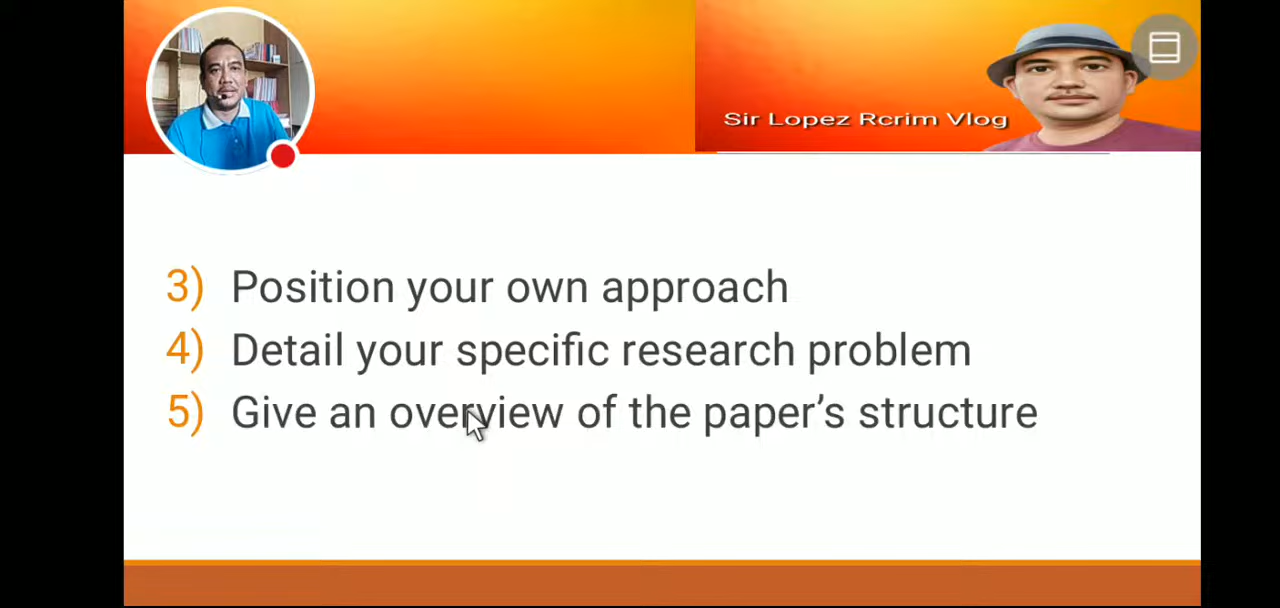 Sir Lopez Rcrim Vlog
3) Position your own approach
4) Detail your specific research problem
5) Give an overview of the paper’s structure